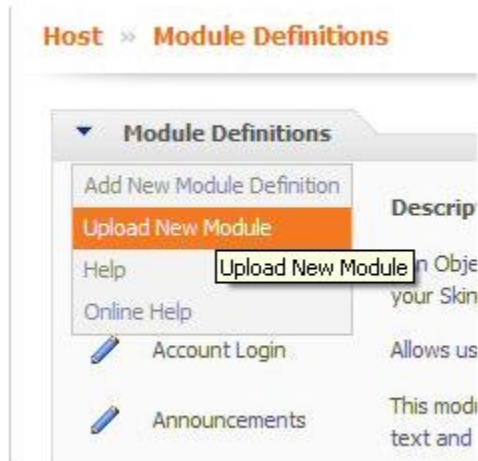 Host » Module Definitions
Module Definitions
Add New Module Definition
Upload New Module
Help
Online Help
Upload New Module
Descrip
n Obje
your Skin
Account Login
Allows us
Announcements
This modu
text and